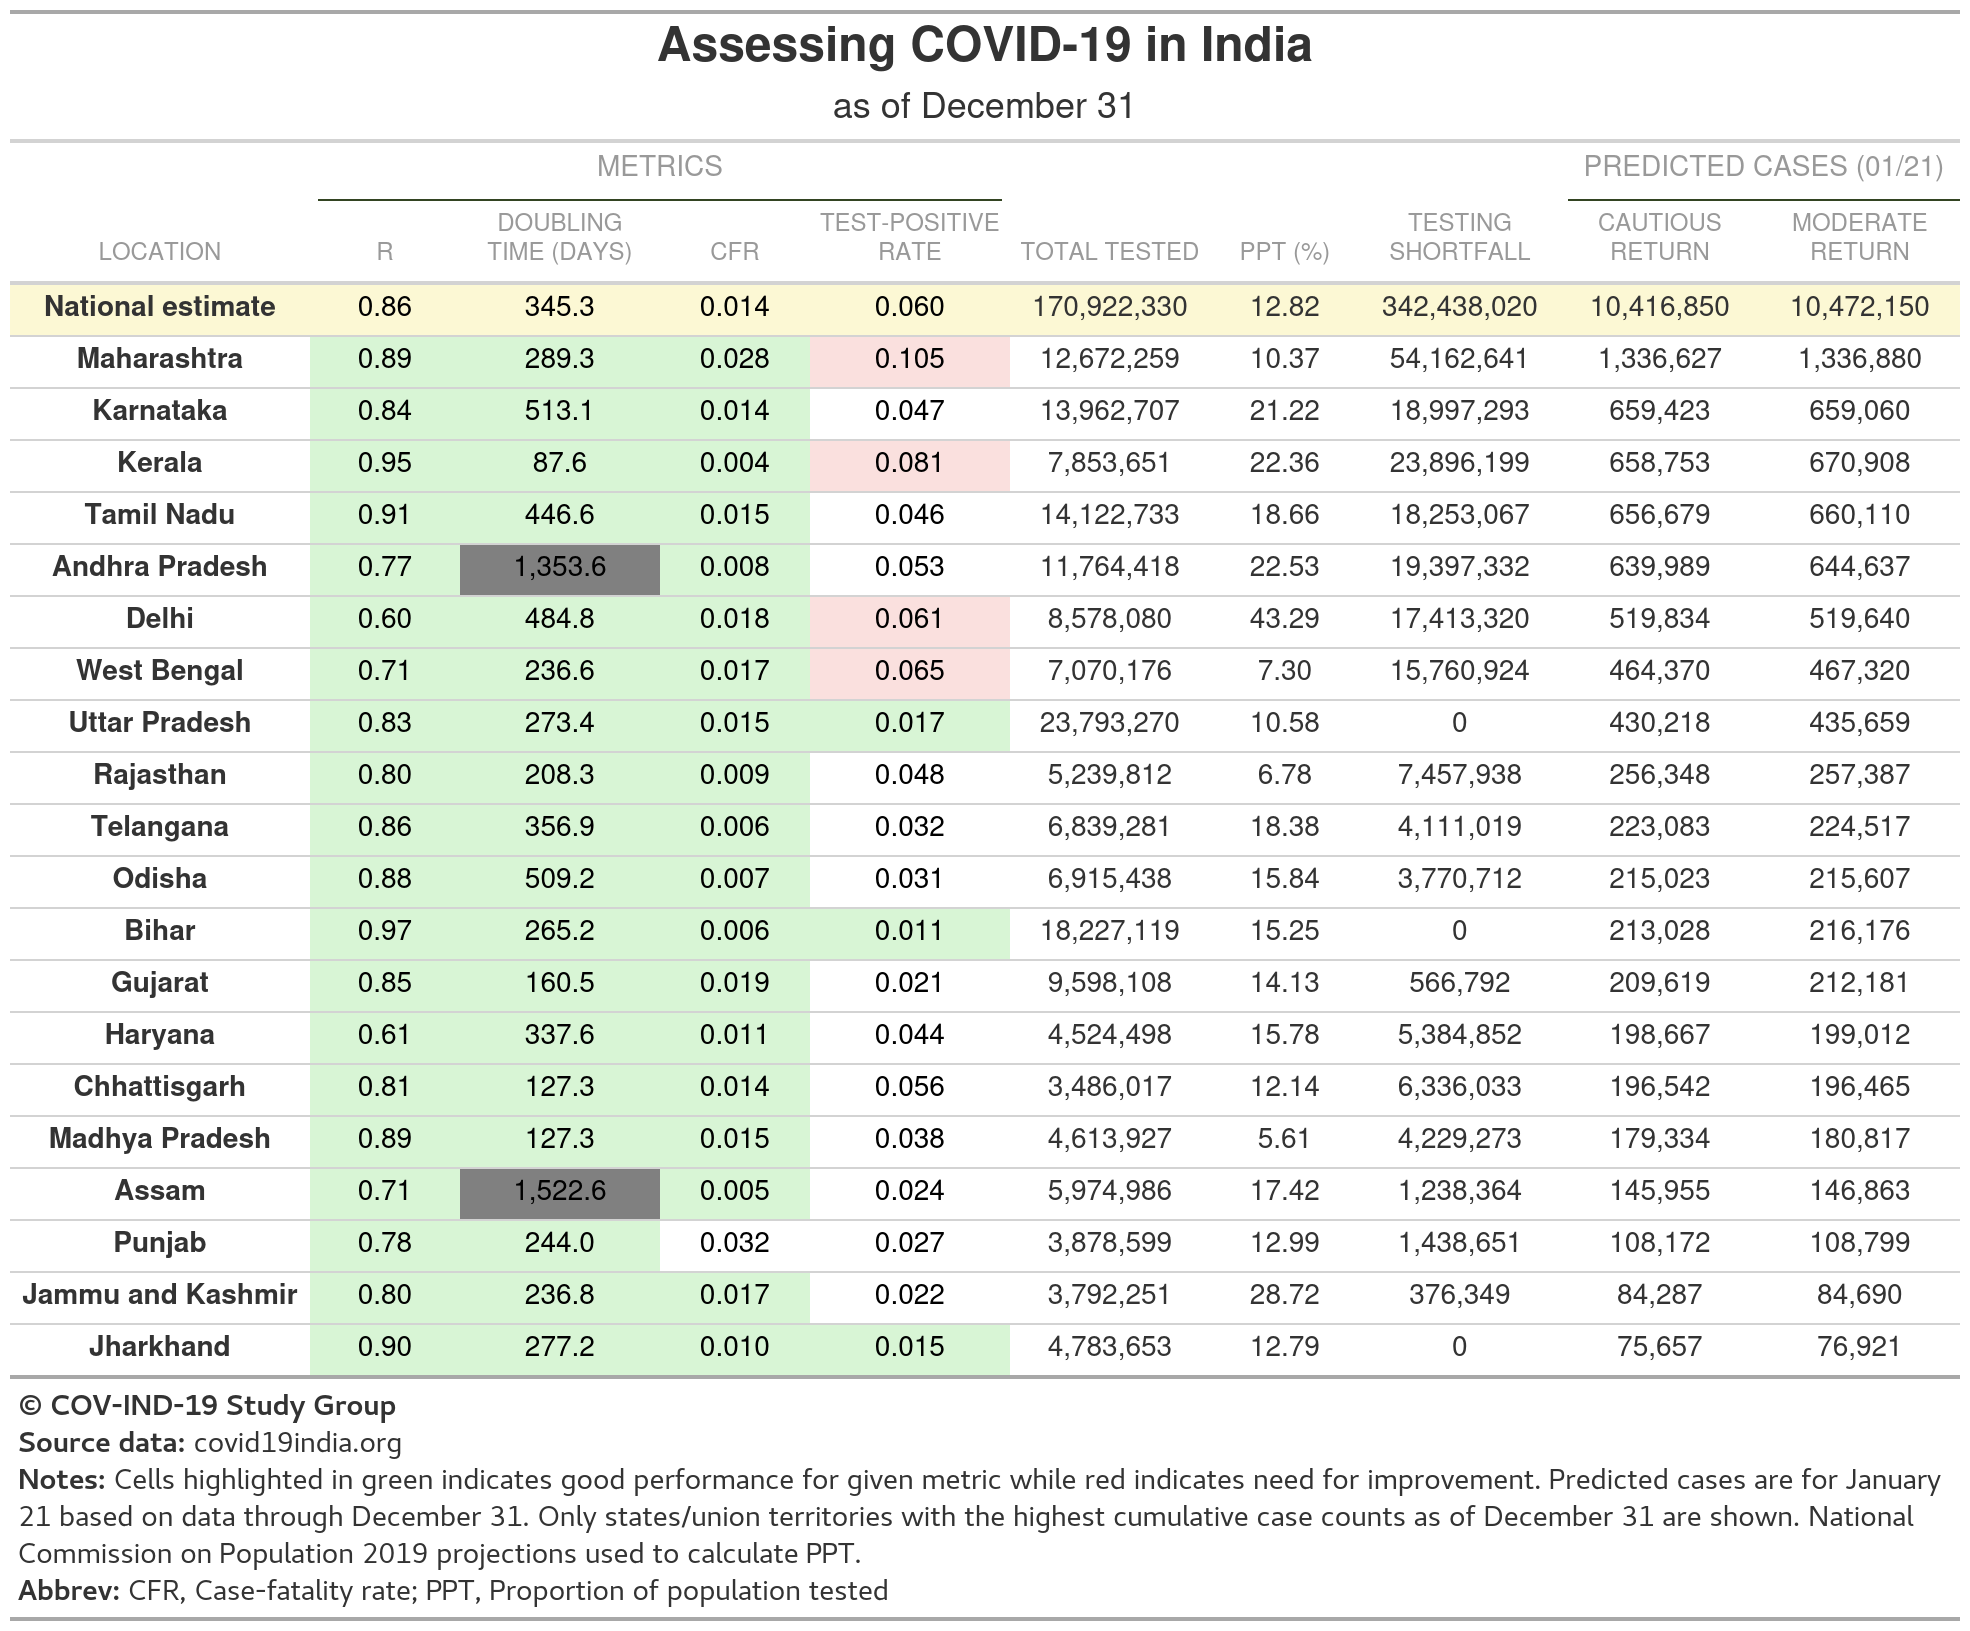 Assessing COVID-19 in India
as of December 31
METRICS PREDICTED CASES (01/21)
LOCATION R DOUBLING TIME (DAYS) CFR TEST-POSITIVE RATE TOTAL TESTED PPT (%) TESTING SHORTFALL CAUTIOUS RETURN MODERATE RETURN
National estimate 0.86 345.3 0.014 0.060 170,922,330 12.82 342,438,020 10,416,850 10,472,150
Maharashtra 0.89 289.3 0.028 0.105 12,672,259 10.37 54,162,641 1,336,627 1,336,880
Karnataka 0.84 513.1 0.014 0.047 13,962,707 21.22 18,997,293 659,423 659,060
Kerala 0.95 87.6 0.004 0.081 7,853,651 22.36 23,896,199 658,753 670,908
Tamil Nadu 0.91 446.6 0.015 0.046 14,122,733 18.66 18,253,067 656,679 660,110
Andhra Pradesh 0.77 1,353.6 0.008 0.053 11,764,418 22.53 19,397,332 639,989 644,637
Delhi 0.60 484.8 0.018 0.061 8,578,080 43.29 17,413,320 519,834 519,640
West Bengal 0.71 236.6 0.017 0.065 7,070,176 7.30 15,760,924 464,370 467,320
Uttar Pradesh 0.83 273.4 0.015 0.017 23,793,270 10.58 0 430,218 435,659
Rajasthan 0.80 208.3 0.009 0.048 5,239,812 6.78 7,457,938 256,348 257,387
Telangana 0.86 356.9 0.006 0.032 6,839,281 18.38 4,111,019 223,083 224,517
Odisha 0.88 509.2 0.007 0.031 6,915,438 15.84 3,770,712 215,023 215,607
Bihar 0.97 265.2 0.006 0.011 18,227,119 15.25 0 213,028 216,176
Gujarat 0.85 160.5 0.019 0.021 9,598,108 14.13 566,792 209,619 212,181
Haryana 0.61 337.6 0.011 0.044 4,524,498 15.78 5,384,852 198,667 199,012
Chhattisgarh 0.81 127.3 0.014 0.056 3,486,017 12.14 6,336,033 196,542 196,465
Madhya Pradesh 0.89 127.3 0.015 0.038 4,613,927 5.61 4,229,273 179,334 180,817
Assam 0.71 1,522.6 0.005 0.024 5,974,986 17.42 1,238,364 145,955 146,863
Punjab 0.78 244.0 0.032 0.027 3,878,599 12.99 1,438,651 108,172 108,799
Jammu and Kashmir 0.80 236.8 0.017 0.022 3,792,251 28.72 376,349 84,287 84,690
Jharkhand 0.90 277.2 0.010 0.015 4,783,653 12.79 0 75,657 76,921
© COV-IND-19 Study Group
Source data: covid19india.org
Notes: Cells highlighted in green indicates good performance for given metric while red indicates need for improvement. Predicted cases are for January
21 based on data through December 31. Only states/union territories with the highest cumulative case counts as of December 31 are shown. National
Commission on Population 2019 projections used to calculate PPT.
Abbrev: CFR, Case-fatality rate; PPT, Proportion of population tested